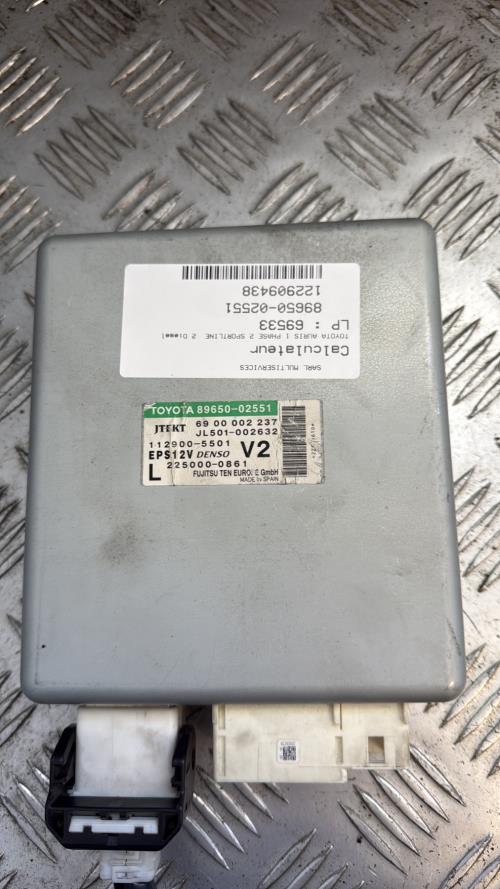 SARL MULTISERVICES
Calculateur
TOYOTA AURIS 1 PHASE 2 SPORTLINE 2 Diesel
LP : 69533
89650-02551
122909438
TOYOTA 89650-02551
JTEKT 69 00 002 237
JL501-002632
112900-5501
EPS12V DENSO V2
L 225000-0861
FUJITSU TEN EUROPE GmbH
MADE IN SPAIN